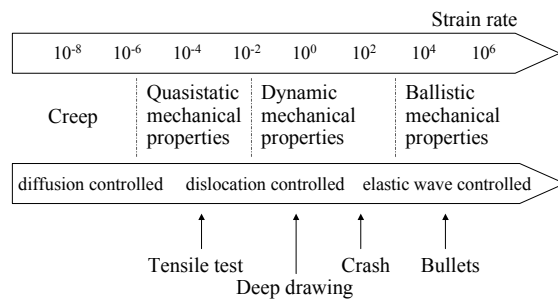 Strain rate
10⁻⁸ 10⁻⁶ 10⁻⁴ 10⁻² 10⁰ 10² 10⁴ 10⁶
Creep
Quasistatic
mechanical
properties
Dynamic
mechanical
properties
Ballistic
mechanical
properties
diffusion controlled dislocation controlled elastic wave controlled
Tensile test
Deep drawing
Crash
Bullets